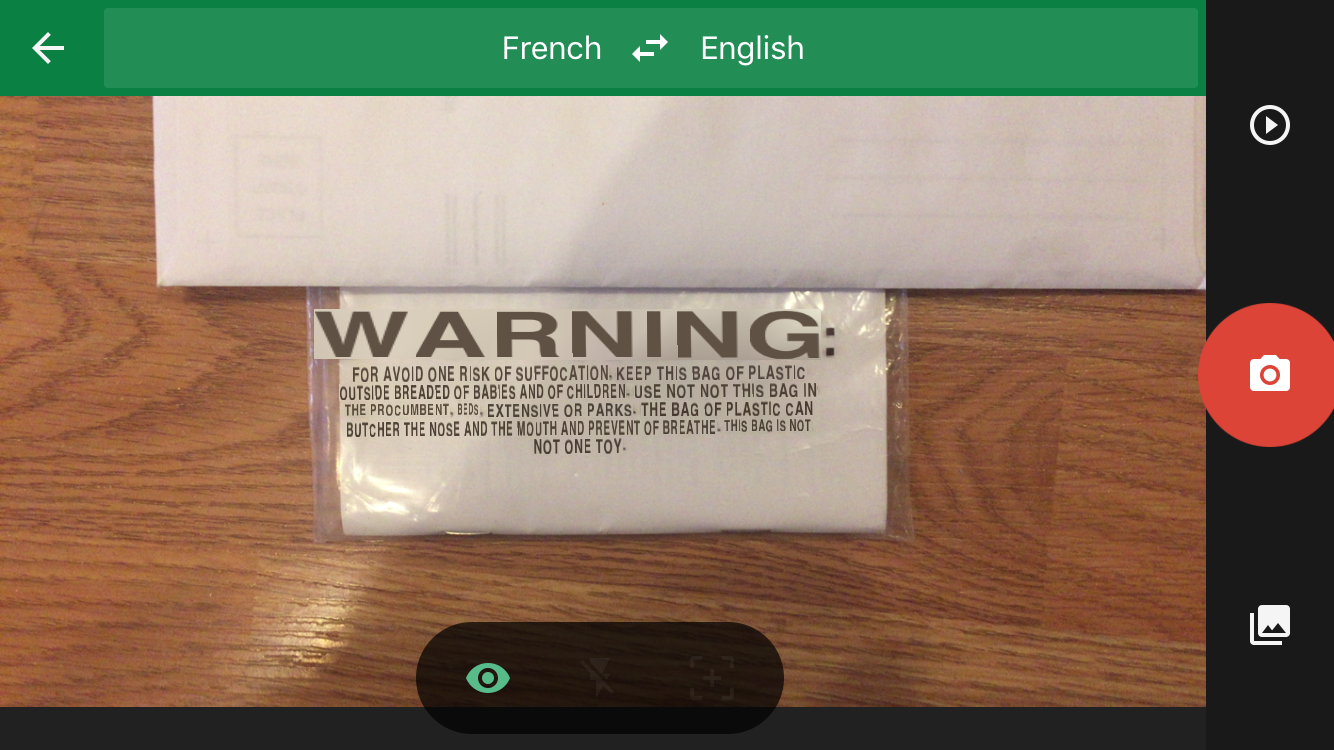 French English
WARNING:
FOR AVOID ONE RISK OF SUFFOCATION. KEEP THIS BAG OF PLASTIC
OUTSIDE BREADED OF BABIES AND OF CHILDREN. USE NOT NOT THIS BAG IN
THE PROCUMBENT, BEDS, EXTENSIVE OR PARKS. THE BAG OF PLASTIC CAN
BUTCHER THE NOSE AND THE MOUTH AND PREVENT OF BREATHE. THIS BAG IS NOT
NOT ONE TOY.